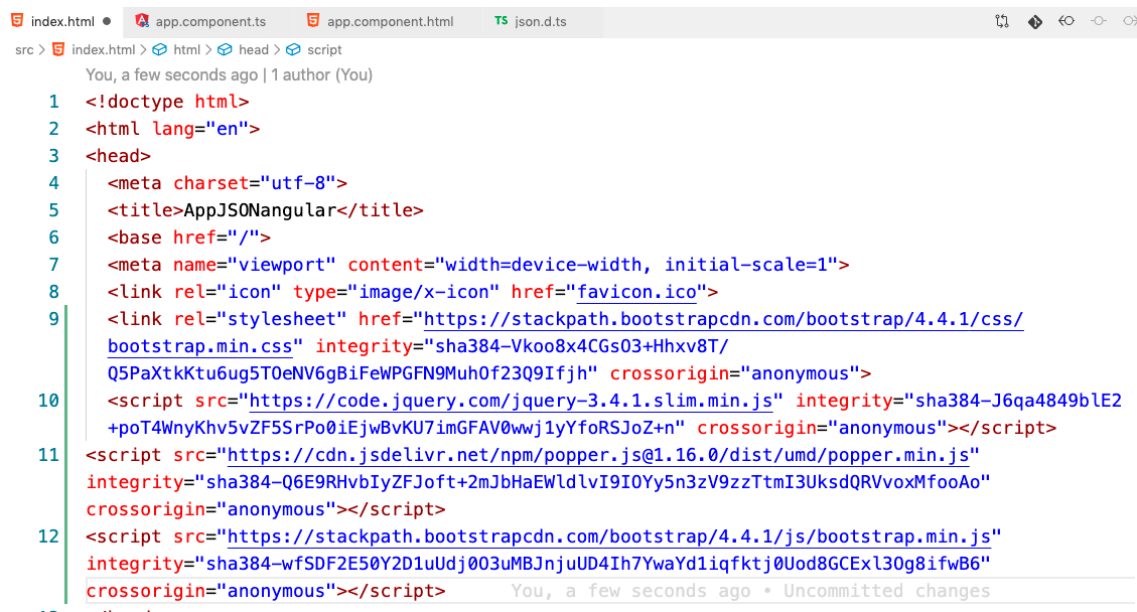 index.html
app.component.ts
app.component.html
TS json.d.ts
src > index.html > html > head > script
You, a few seconds ago | 1 author (You)
1 <!doctype html>
2 <html lang="en">
3 <head>
4 <meta charset="utf-8">
5 <title>AppJSONangular</title>
6 <base href="/">
7 <meta name="viewport" content="width=device-width, initial-scale=1">
8 <link rel="icon" type="image/x-icon" href="favicon.ico">
9 <link rel="stylesheet" href="https://stackpath.bootstrapcdn.com/bootstrap/4.4.1/css/
bootstrap.min.css" integrity="sha384-Vkoo8x4CGsO3+Hhxv8T/
Q5PaXtkKtu6ug5TOeNV6gBiFeWPGFN9MuhOf23Q9Ifjh" crossorigin="anonymous">
10 <script src="https://code.jquery.com/jquery-3.4.1.slim.min.js" integrity="sha384-J6qa4849blE2
+poT4WnyKhv5vZF5SrPo0iEjwBvKU7imGFAV0wwj1yYfoRSJoZ+n" crossorigin="anonymous"></script>
11 <script src="https://cdn.jsdelivr.net/npm/popper.js@1.16.0/dist/umd/popper.min.js"
integrity="sha384-Q6E9RHvbIyZFJoft+2mJbHaEWldlvI9IOYy5n3zV9zzTtmI3UksdQRVvoxMfooAo"
crossorigin="anonymous"></script>
12 <script src="https://stackpath.bootstrapcdn.com/bootstrap/4.4.1/js/bootstrap.min.js"
integrity="sha384-wfSDF2E50Y2D1uUdj0O3uMBJnjuUD4Ih7YwaYd1iqfktj0Uod8GCExl3Og8ifwB6"
crossorigin="anonymous"></script> You, a few seconds ago • Uncommitted changes